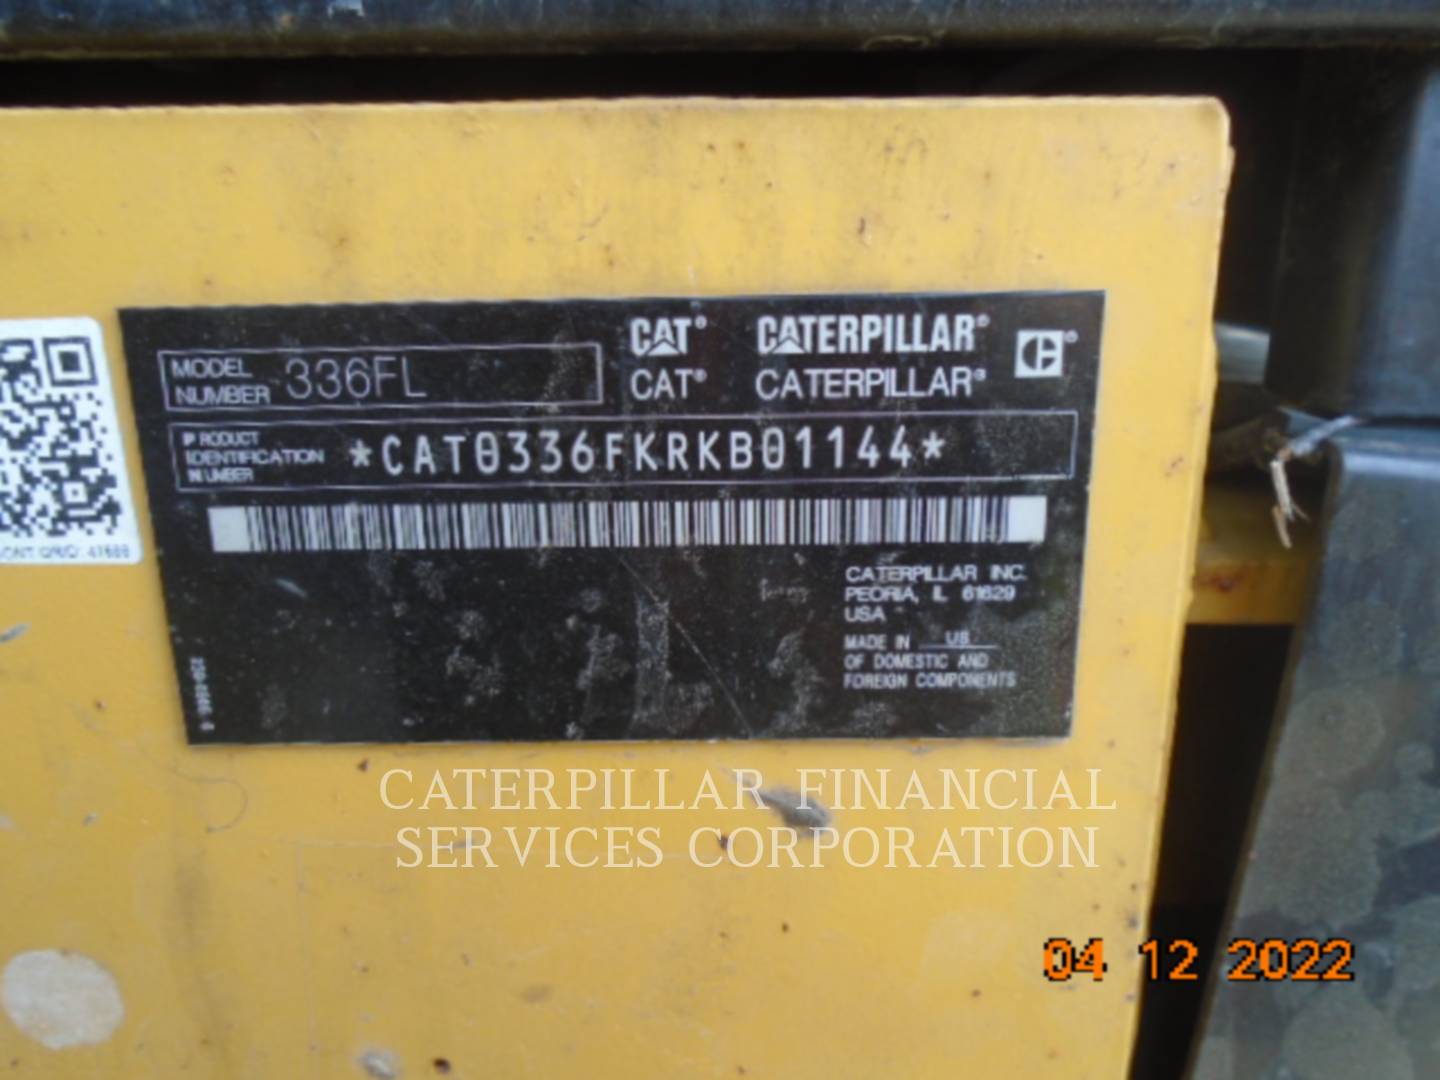 CAT® CATERPILLAR®
CAT® CATERPILLAR®
MODEL
NUMBER 336FL
PRODUCT
IDENTIFICATION
NUMBER
*CAT0336FKRKB01144*
CATERPILLAR INC.
PEORIA, IL 61629
USA
MADE IN US
OF DOMESTIC AND
FOREIGN COMPONENTS
CATERPILLAR FINANCIAL
SERVICES CORPORATION
04 12 2022